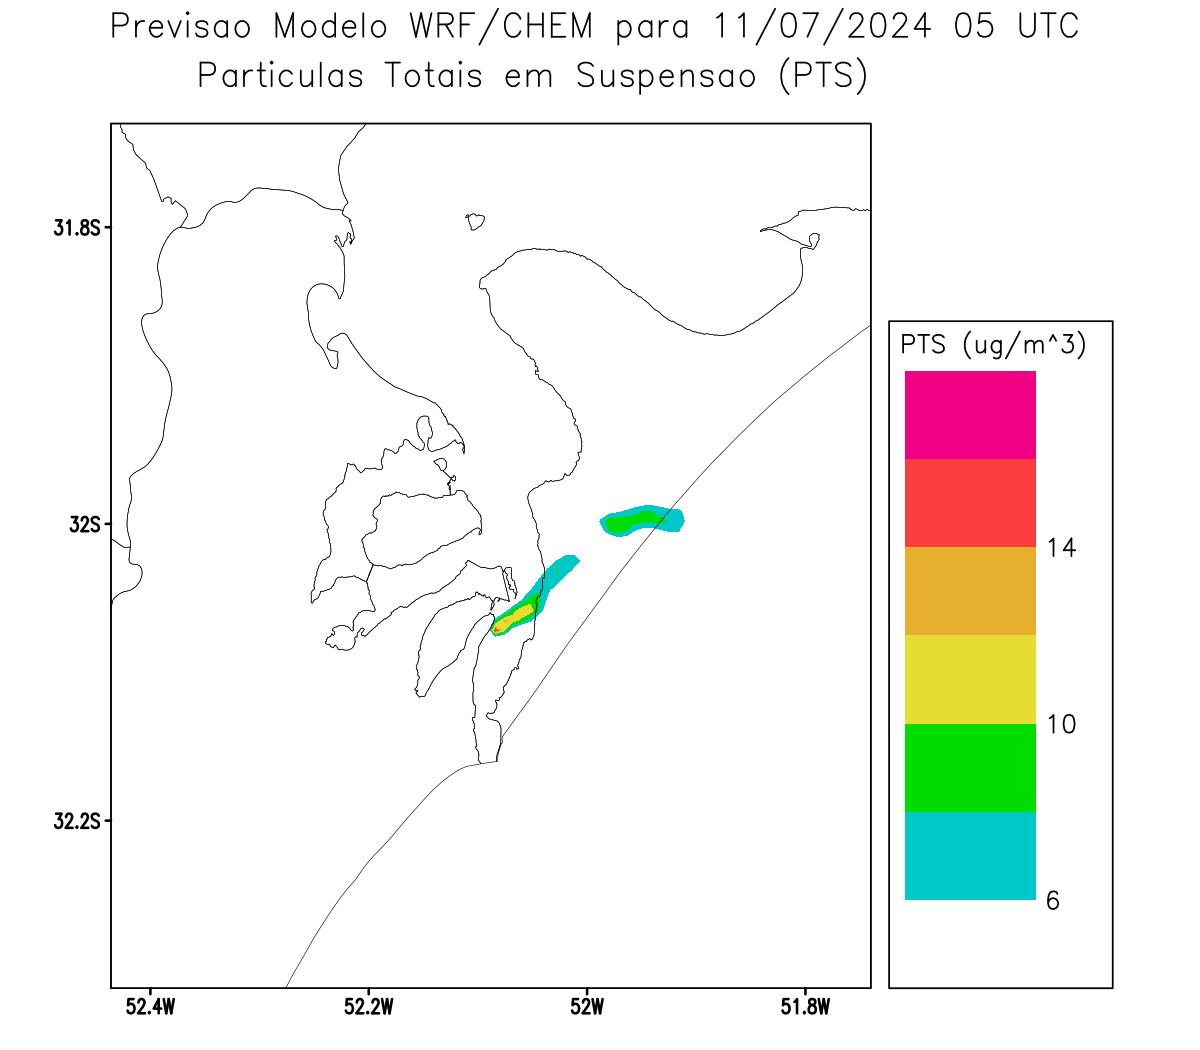 Previsao Modelo WRF/CHEM para 11/07/2024 05 UTC
Particulas Totais em Suspensao (PTS)
31.8S
32S
32.2S
52.4W
52.2W
52W
51.8W
PTS (ug/m^3)
14
10
6